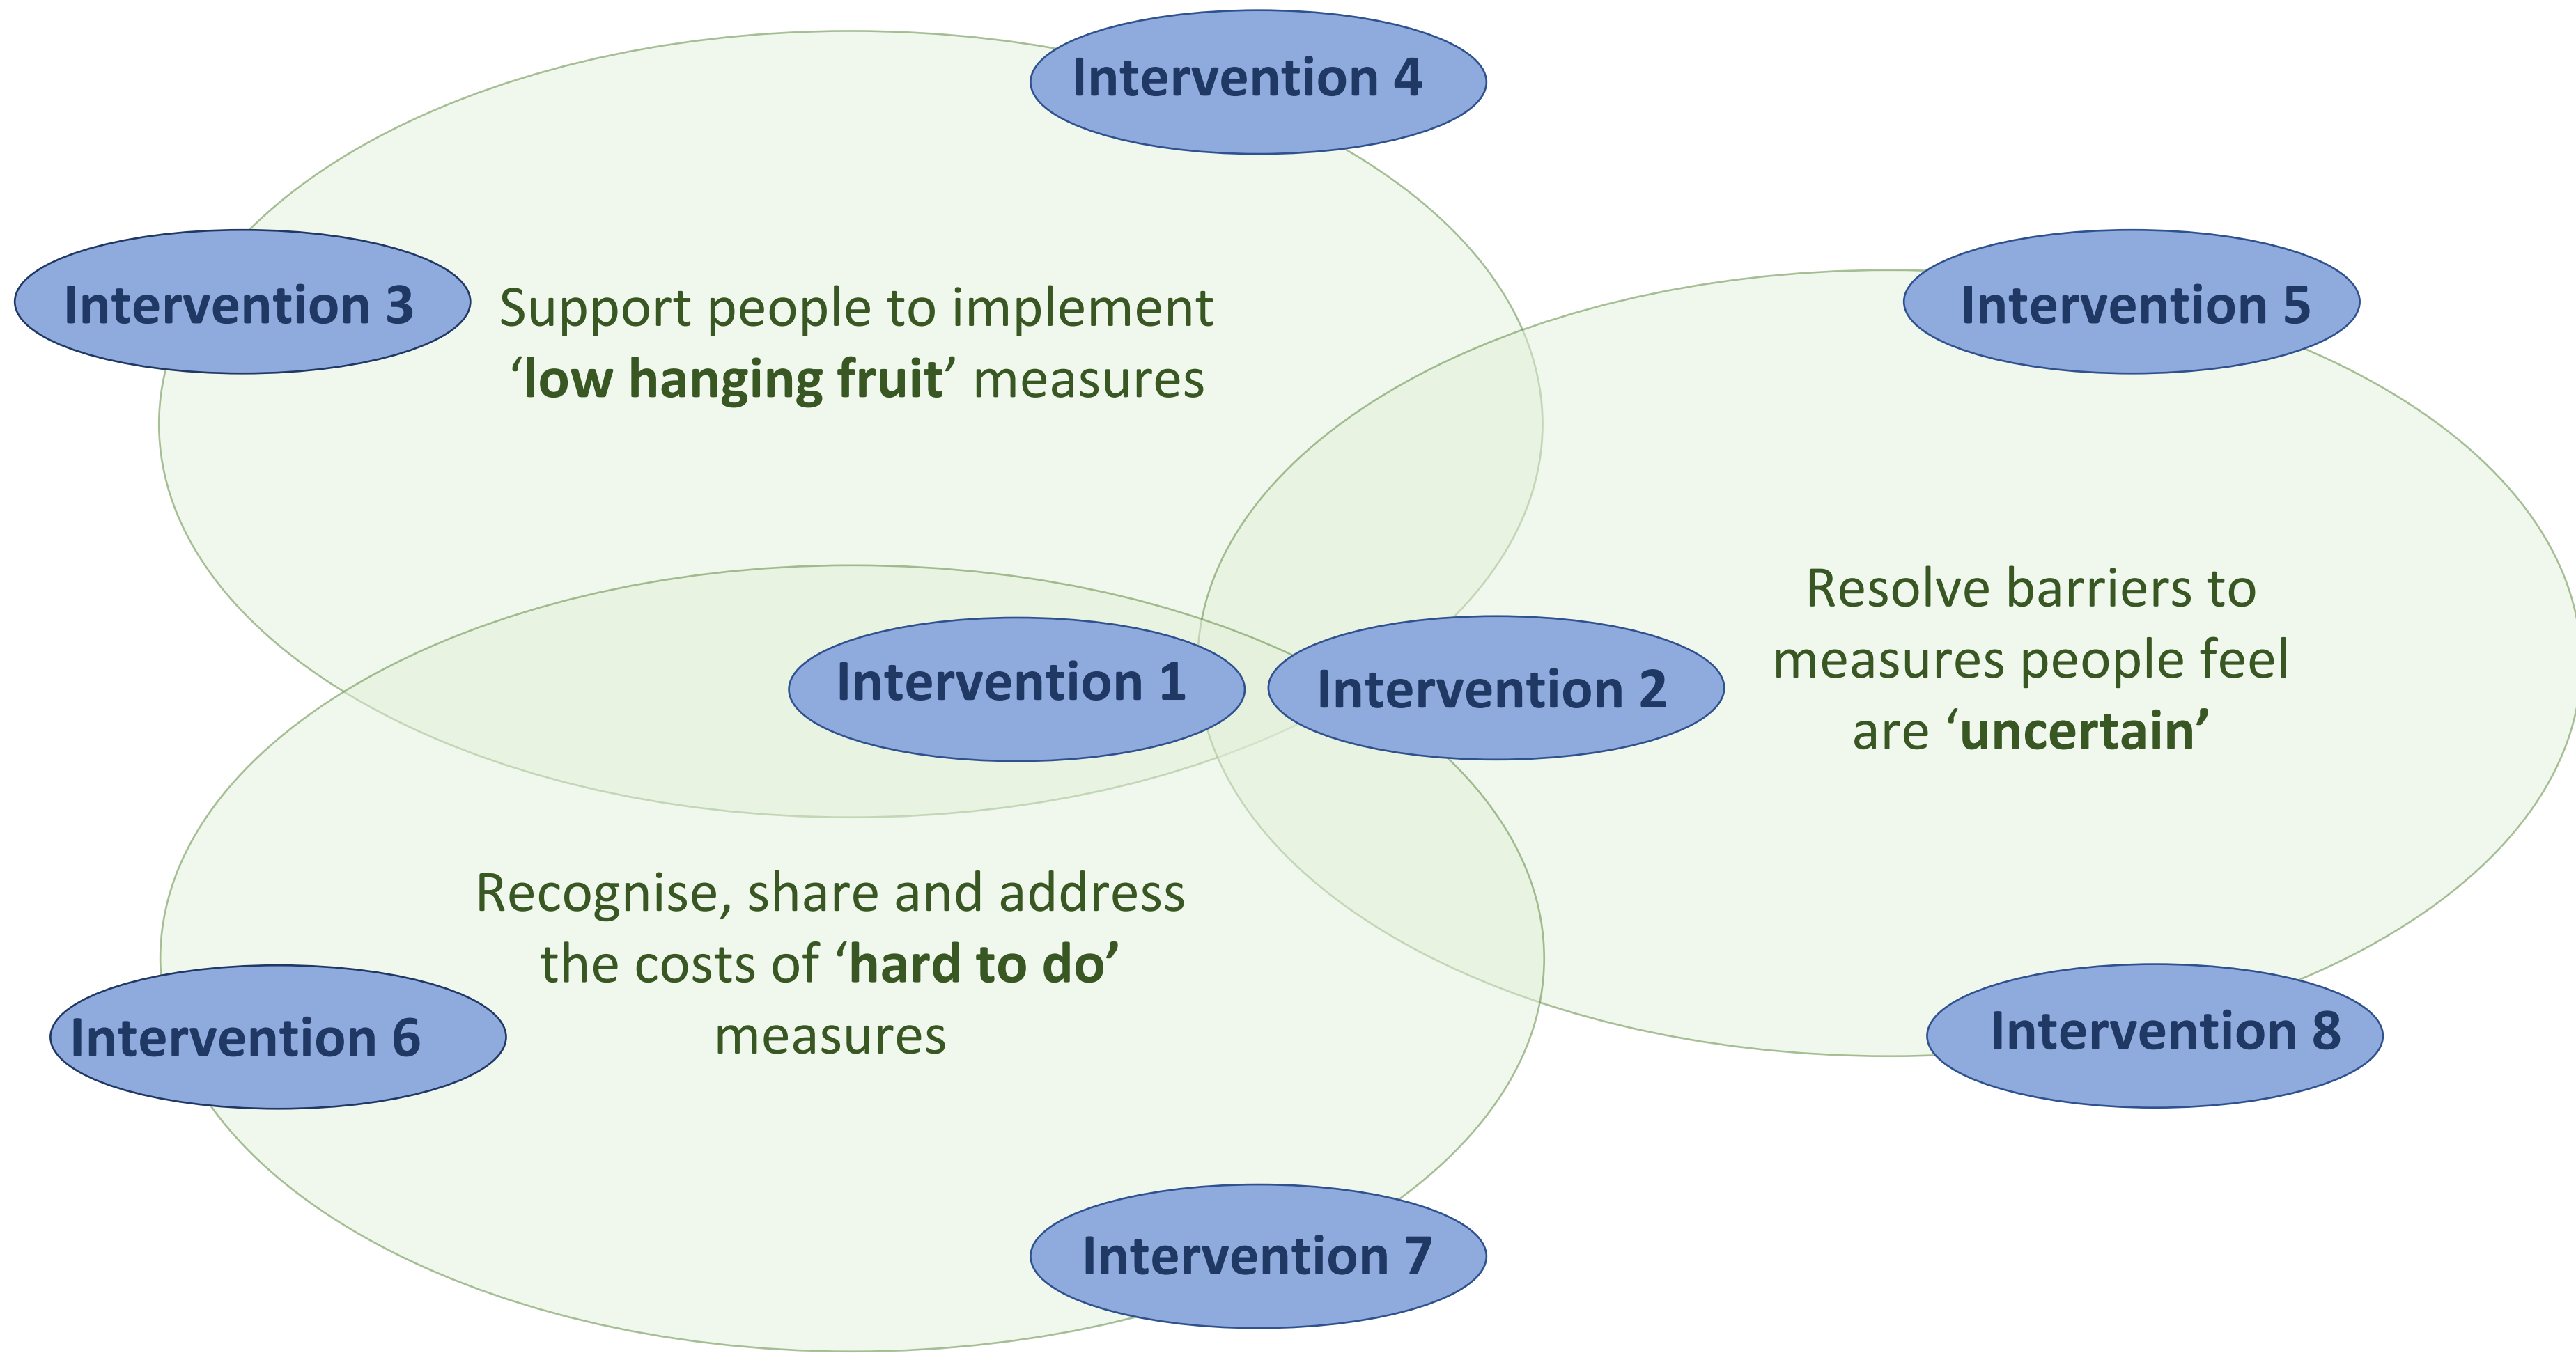 Intervention 4
Intervention 3
Support people to implement
‘low hanging fruit’ measures
Intervention 5
Resolve barriers to
measures people feel
are ‘uncertain’
Intervention 1
Intervention 2
Recognise, share and address
the costs of ‘hard to do’
measures
Intervention 6
Intervention 8
Intervention 7